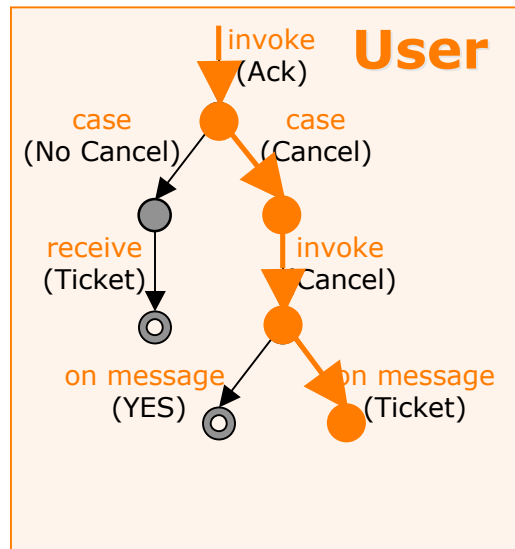 User
invoke
(Ack)
case
(No Cancel)
case
(Cancel)
receive
(Ticket)
invoke
(Cancel)
on message
(YES)
on message
(Ticket)